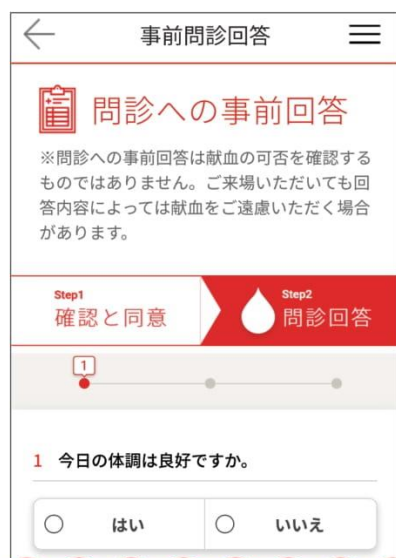 事前問診回答
問診への事前回答
※問診への事前回答は献血の可否を確認する
ものではありません。ご来場いただいても回
答内容によっては献血をご遠慮いただく場合
があります。
Step1
確認と同意
Step2
問診回答
1
1 今日の体調は良好ですか。
はい
いいえ